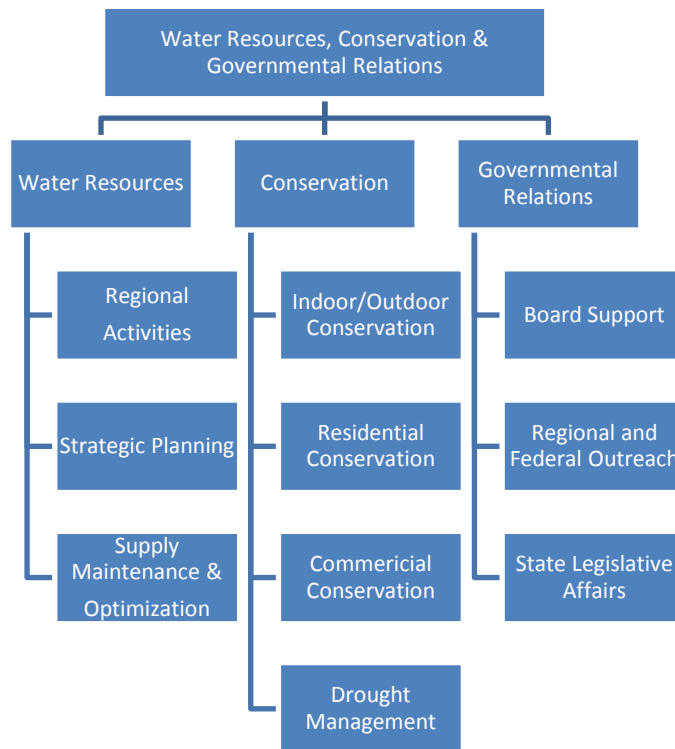 Water Resources, Conservation &
Governmental Relations
Water Resources
Conservation
Governmental
Relations
Regional
Activities
Indoor/Outdoor
Conservation
Board Support
Strategic Planning
Residential
Conservation
Regional and
Federal Outreach
Supply
Maintenance &
Optimization
Commericial
Conservation
State Legislative
Affairs
Drought
Management